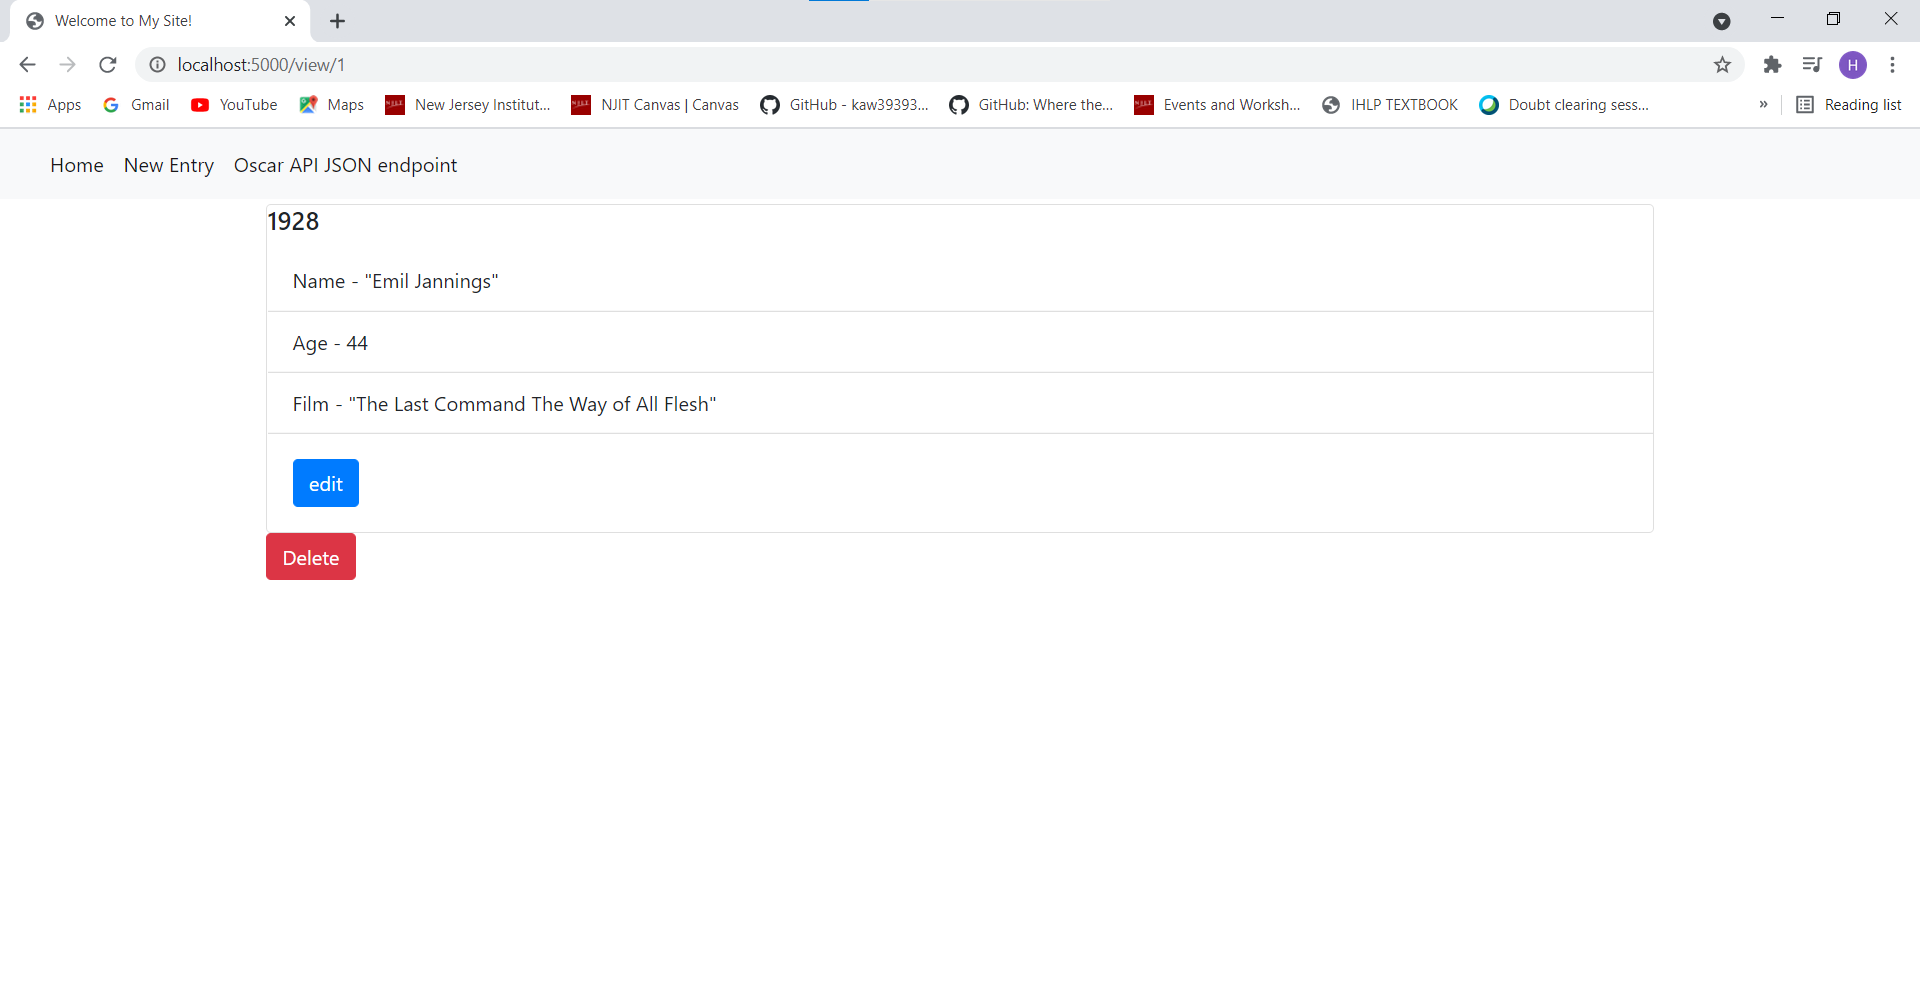 Welcome to My Site!
localhost:5000/view/1
H
Apps Gmail YouTube Maps New Jersey Institut... NJIT Canvas | Canvas GitHub - kaw39393... GitHub: Where the... Events and Worksh... IHLP TEXTBOOK Doubt clearing sess... » Reading list
Home New Entry Oscar API JSON endpoint
1928
Name - "Emil Jannings"
Age - 44
Film - "The Last Command The Way of All Flesh"
edit
Delete